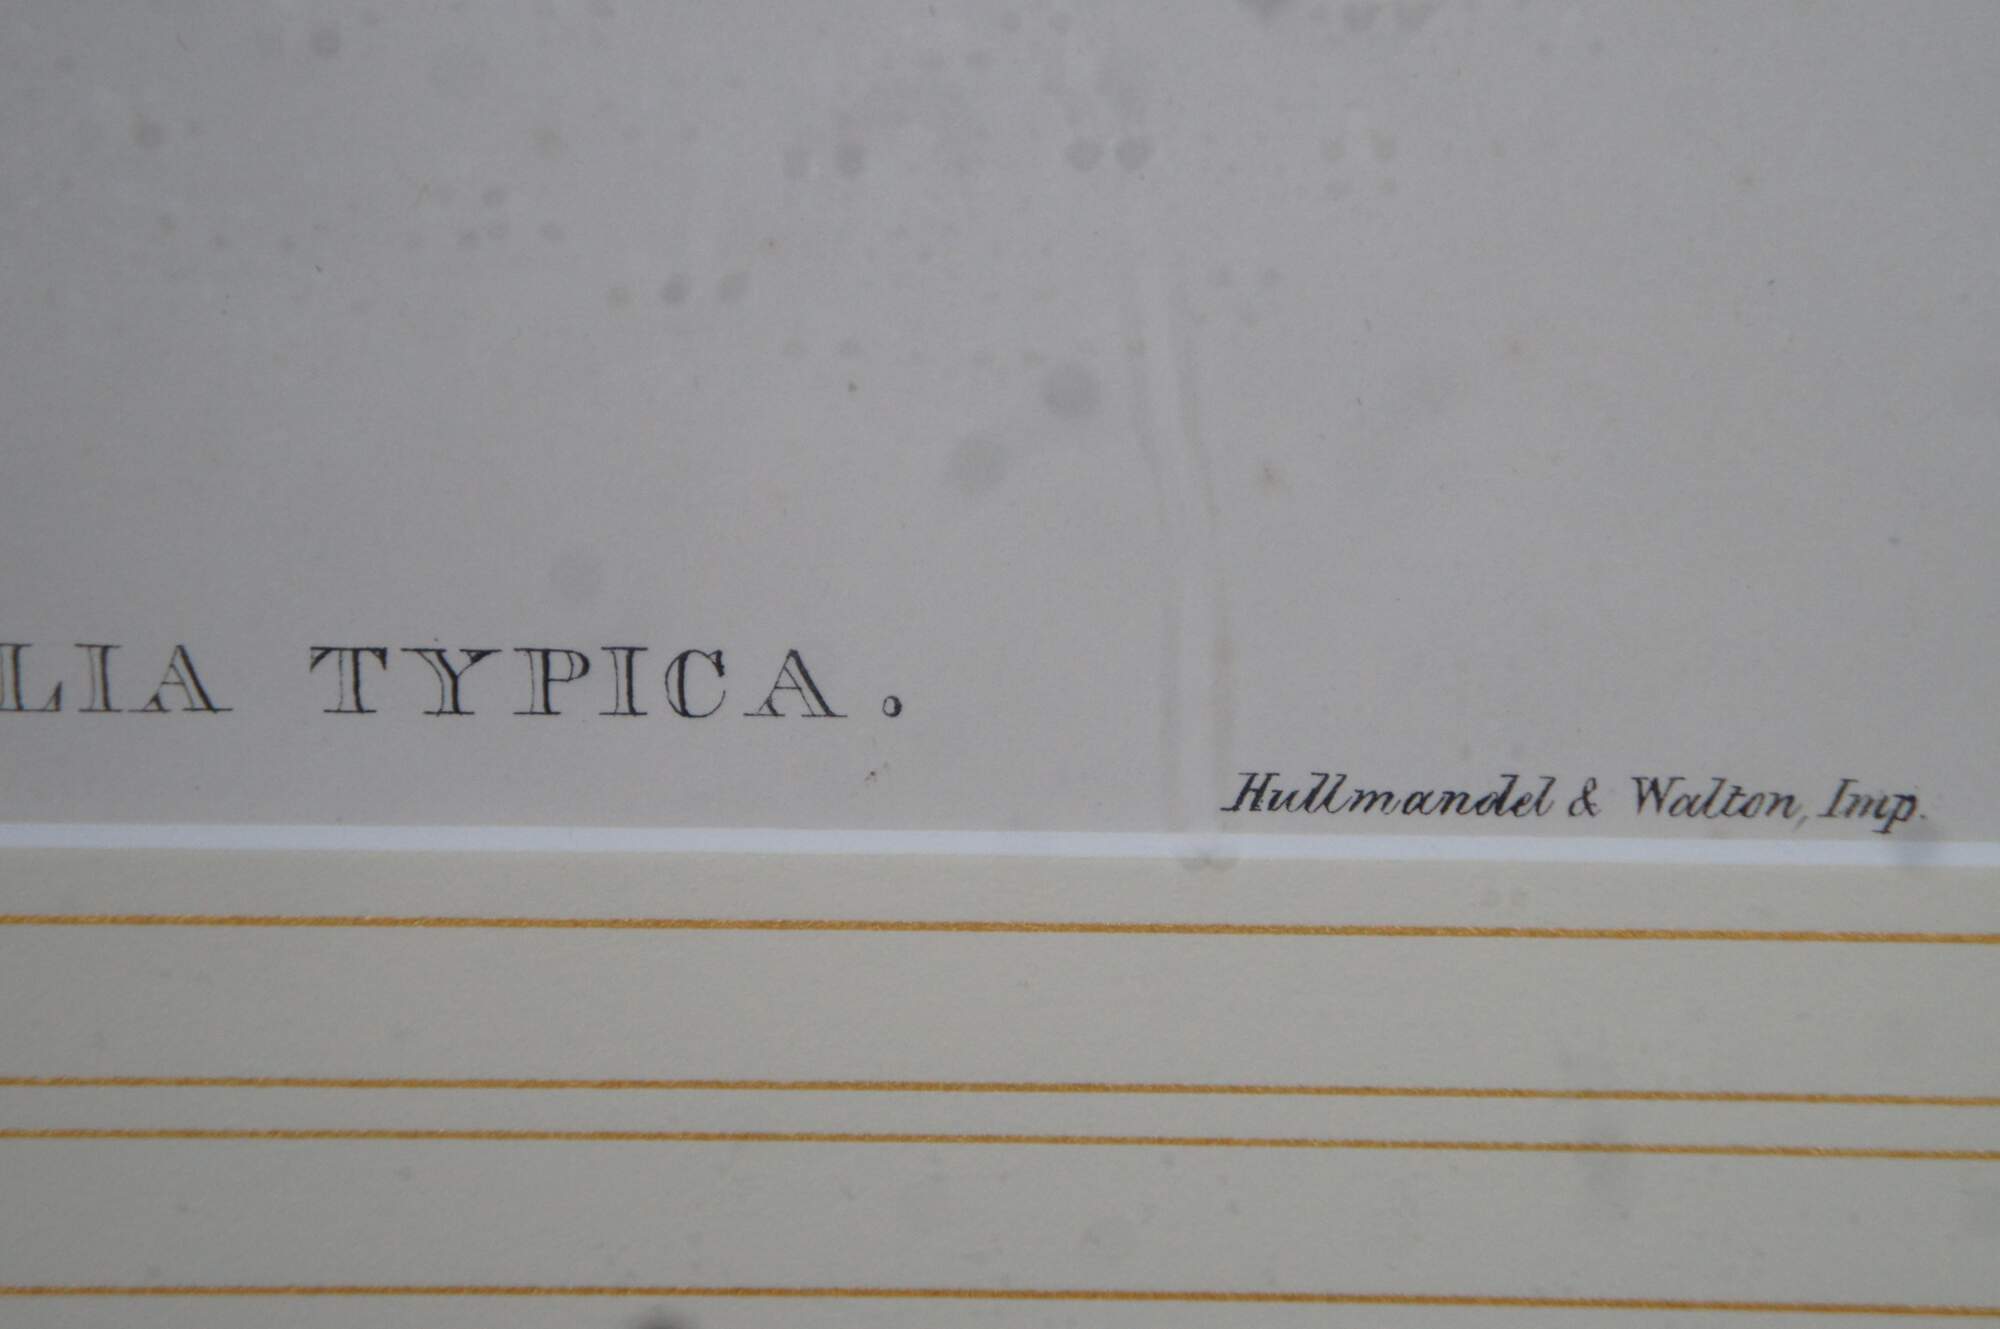 LIA TYPICA.
Hullmandel & Walton, Imp.